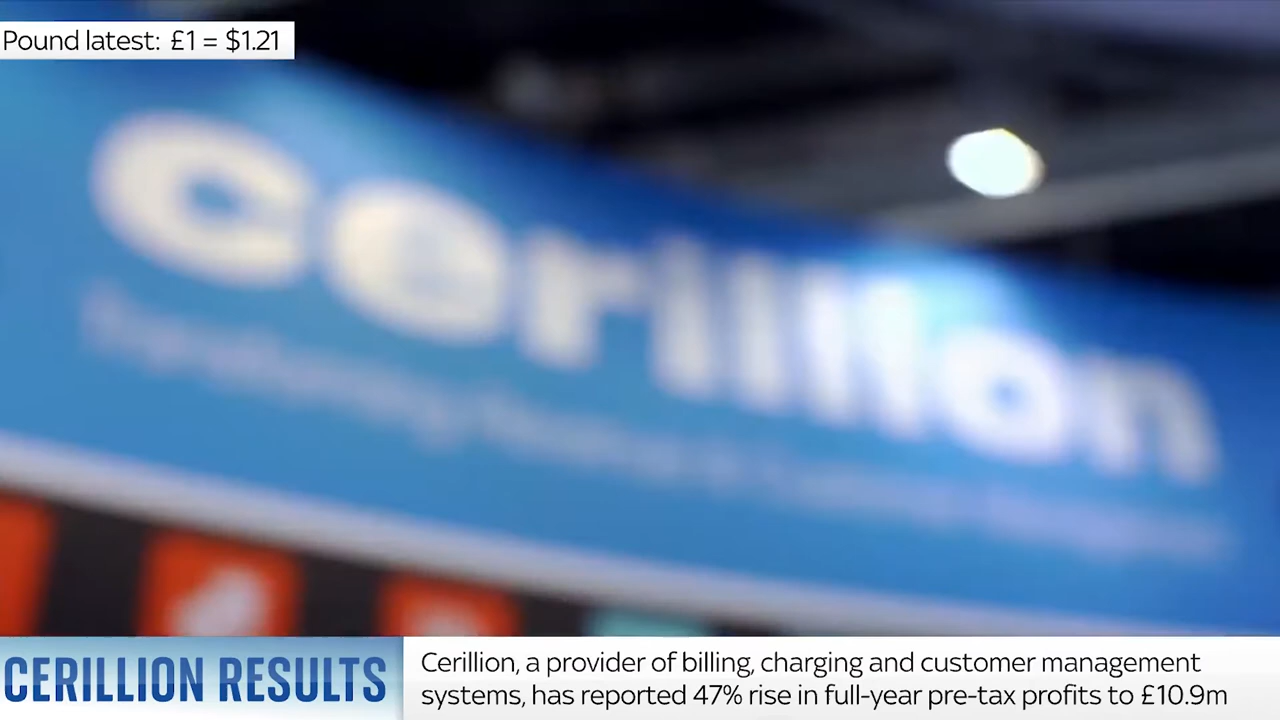 Pound latest: £1 = $1.21
cerillion
CERILLION RESULTS
Cerillion, a provider of billing, charging and customer management
systems, has reported 47% rise in full-year pre-tax profits to £10.9m